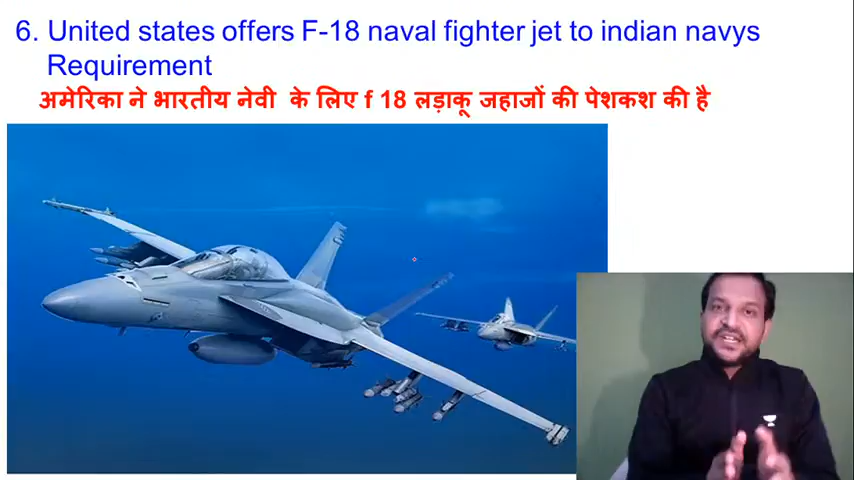 6. United states offers F-18 naval fighter jet to indian navys
Requirement
अमेरिका ने भारतीय नेवी के लिए f 18 लड़ाकू जहाजों की पेशकश की है